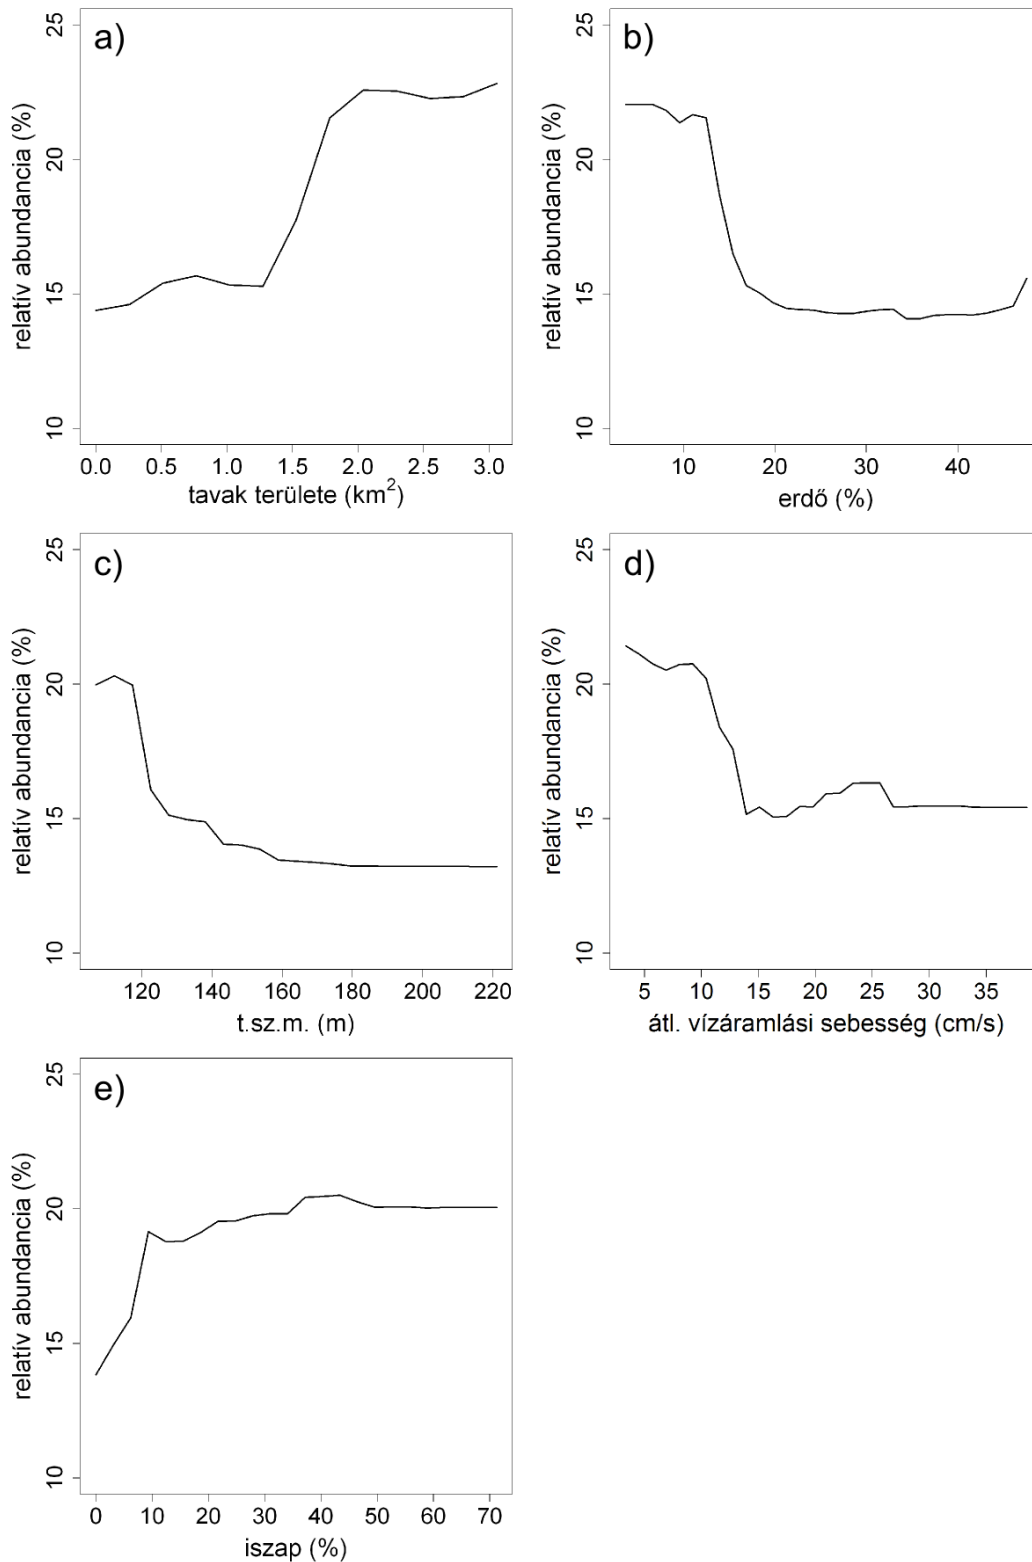 a)
relatív abundancia (%)
25
20
15
10
0.0 0.5 1.0 1.5 2.0 2.5 3.0
tavak területe (km²)
b)
relatív abundancia (%)
25
20
15
10
10 20 30 40
erdő (%)
c)
relatív abundancia (%)
25
20
15
10
120 140 160 180 200 220
t.sz.m. (m)
d)
relatív abundancia (%)
25
20
15
10
5 10 15 20 25 30 35
átl. vízáramlási sebesség (cm/s)
e)
relatív abundancia (%)
25
20
15
10
0 10 20 30 40 50 60 70
iszap (%)